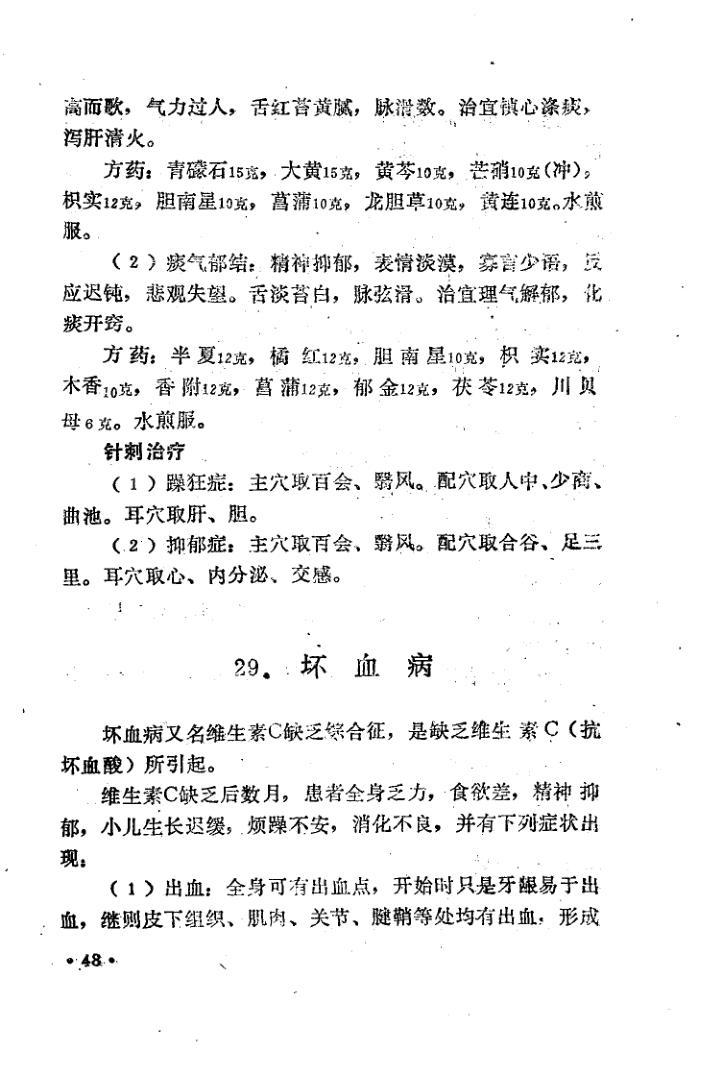 高而歌，气力过人，舌红苔黄腻，脉滑数。治宜镇心涤痰，
泻肝清火。
方药：青礞石15克，大黄15克，黄芩10克，芒硝10克(冲)，
枳实12克，胆南星10克，菖蒲10克，龙胆草10克，黄连10克。水煎
服。
（2）痰气郁结：精神抑郁，表情淡漠，寡言少语，反
应迟钝，悲观失望。舌淡苔白，脉弦滑。治宜理气解郁，化
痰开窍。
方药：半夏12克，橘红12克，胆南星10克，枳实12克，
木香10克，香附12克，菖蒲12克，郁金12克，茯苓12克，川贝
母6克。水煎服。
针刺治疗
（1）躁狂症：主穴取百会、翳风。配穴取人中、少商、
曲池。耳穴取肝、胆。
（2）抑郁症：主穴取百会、翳风。配穴取合谷、足三
里。耳穴取心、内分泌、交感。
29．坏血病
坏血病又名维生素C缺乏综合征，是缺乏维生素C（抗
坏血酸）所引起。
维生素C缺乏后数月，患者全身乏力，食欲差，精神抑
郁，小儿生长迟缓，烦躁不安，消化不良，并有下列症状出
现：
（1）出血：全身可有出血点，开始时只是牙龈易于出
血，继则皮下组织、肌肉、关节、腱鞘等处均有出血，形成
•48•